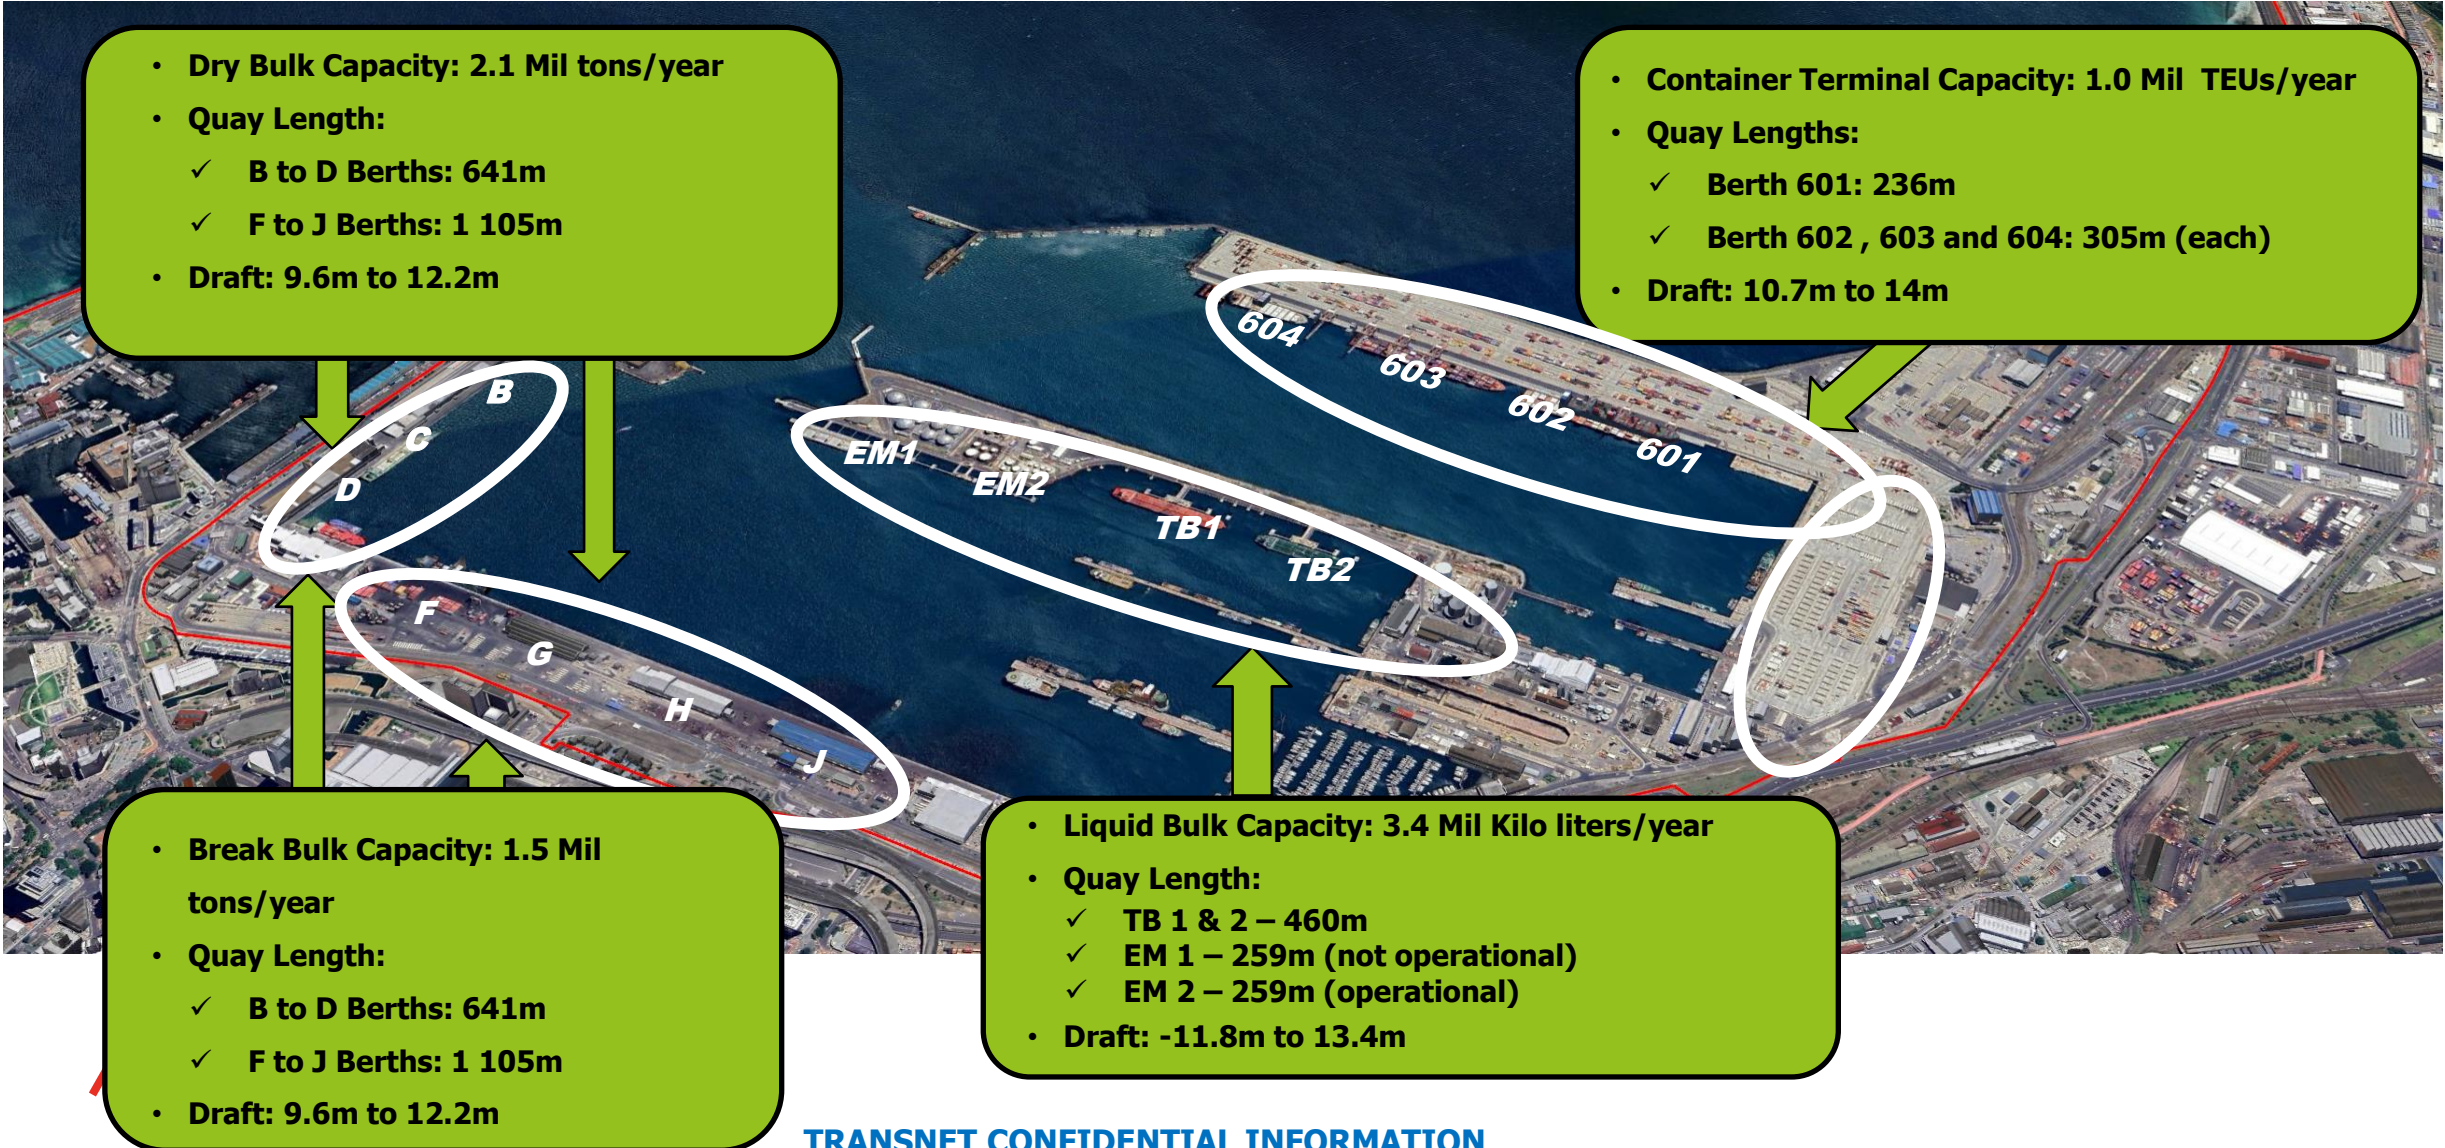 • Dry Bulk Capacity: 2.1 Mil tons/year
• Quay Length:
✓ B to D Berths: 641m
✓ F to J Berths: 1 105m
• Draft: 9.6m to 12.2m
• Container Terminal Capacity: 1.0 Mil TEUs/year
• Quay Lengths:
✓ Berth 601: 236m
✓ Berth 602 , 603 and 604: 305m (each)
• Draft: 10.7m to 14m
604
603
602
601
B
C
D
EM1
EM2
TB1
TB2
F
G
H
J
• Break Bulk Capacity: 1.5 Mil
tons/year
• Quay Length:
✓ B to D Berths: 641m
✓ F to J Berths: 1 105m
• Draft: 9.6m to 12.2m
• Liquid Bulk Capacity: 3.4 Mil Kilo liters/year
• Quay Length:
✓ TB 1 & 2 – 460m
✓ EM 1 – 259m (not operational)
✓ EM 2 – 259m (operational)
• Draft: -11.8m to 13.4m
TRANSNET CONFIDENTIAL INFORMATION